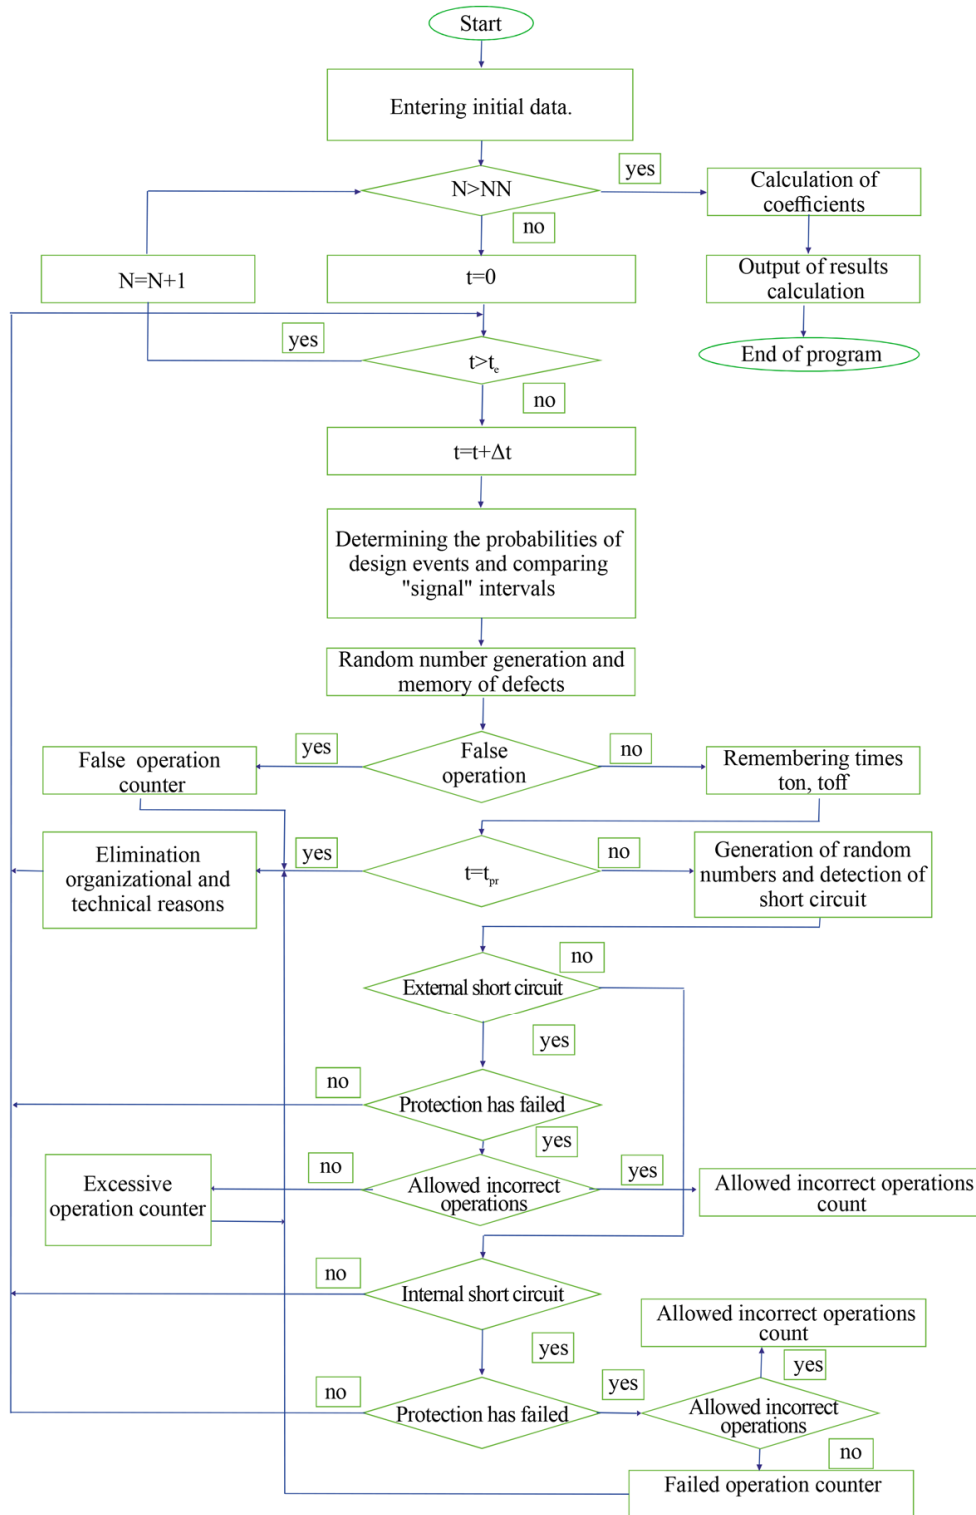 Start
Entering initial data.
N>NN
yes
Calculation of
coefficients
no
N=N+1
t=0
Output of results
calculation
yes
t>te
End of program
no
t=t+Δt
Determining the probabilities of
design events and comparing
"signal" intervals
Random number generation and
memory of defects
False operation
counter
yes
False
operation
no
Remembering times
ton, toff
Elimination
organizational and
technical reasons
yes
t=tpr
no
Generation of random
numbers and detection of
short circuit
External short circuit
no
yes
no
Protection has failed
yes
Excessive
operation counter
no
Allowed incorrect
operations
yes
Allowed incorrect operations
count
no
Internal short circuit
yes
Allowed incorrect operations
count
yes
no
Protection has failed
yes
Allowed incorrect
operations
no
Failed operation counter